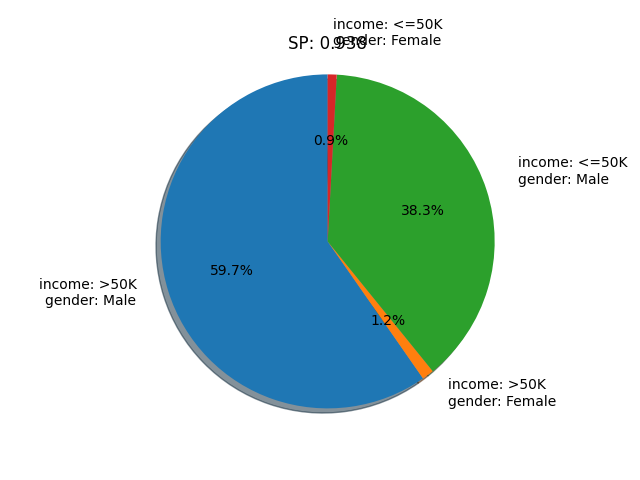 income: <=50K
gender: Female
SP: 0.938
0.9%
income: <=50K
gender: Male
38.3%
59.7%
income: >50K
gender: Male
1.2%
income: >50K
gender: Female